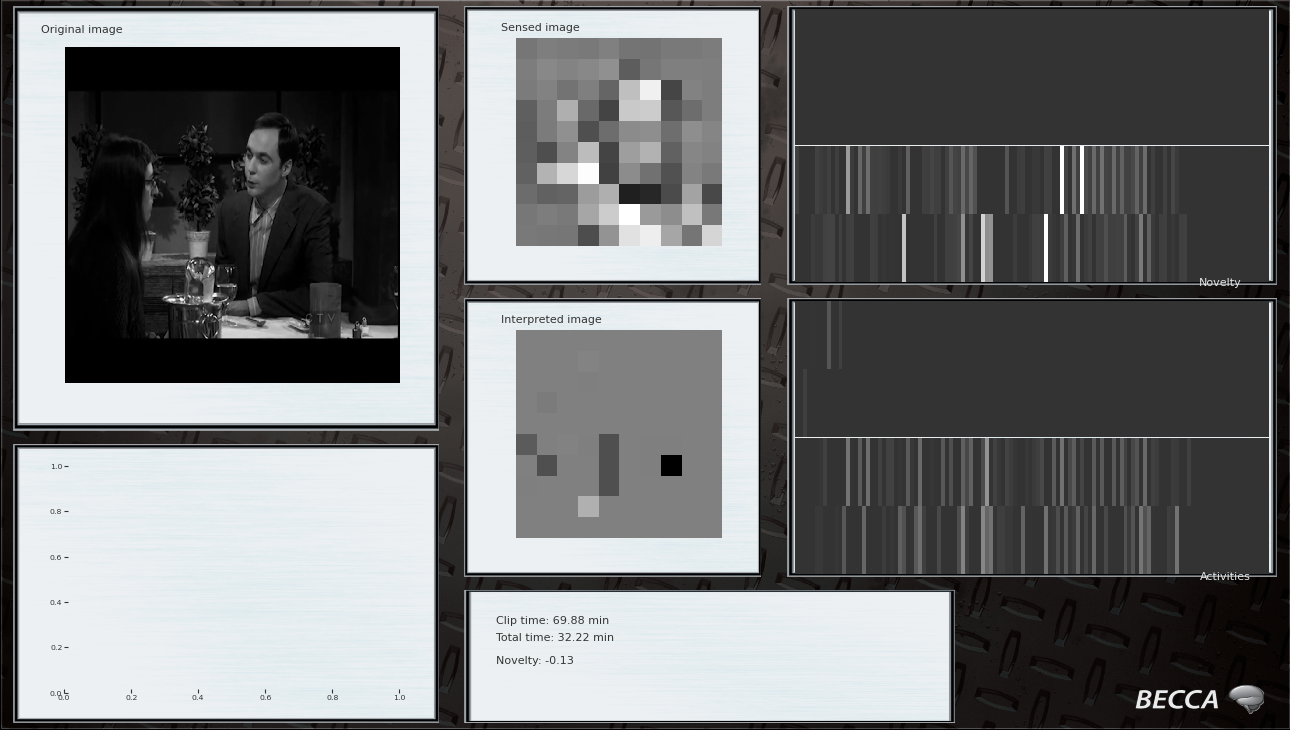 Original image
CTV
1.0
0.8
0.6
0.4
0.2
0.0
0.0 0.2 0.4 0.6 0.8 1.0
Sensed image
Interpreted image
Clip time: 69.88 min
Total time: 32.22 min
Novelty: -0.13
Novelty
Activities
BECCA